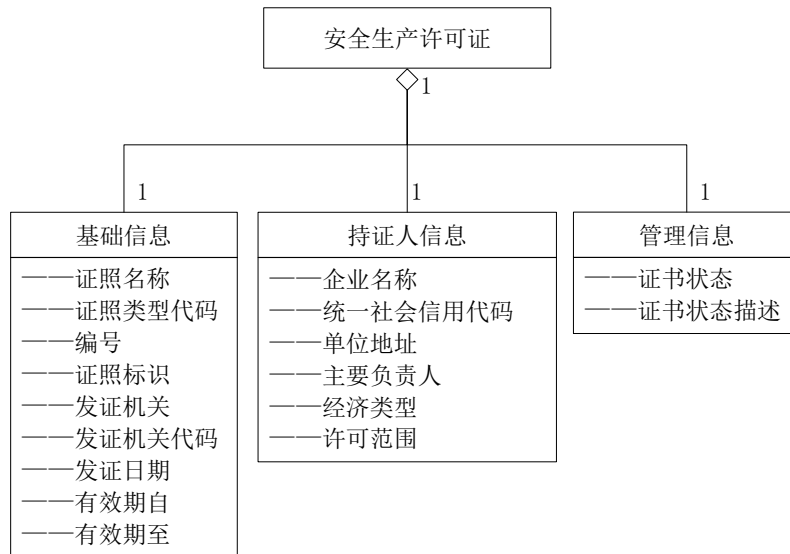 安全生产许可证
1
1
1
1
基础信息
——证照名称
——证照类型代码
——编号
——证照标识
——发证机关
——发证机关代码
——发证日期
——有效期自
——有效期至
持证人信息
——企业名称
——统一社会信用代码
——单位地址
——主要负责人
——经济类型
——许可范围
管理信息
——证书状态
——证书状态描述